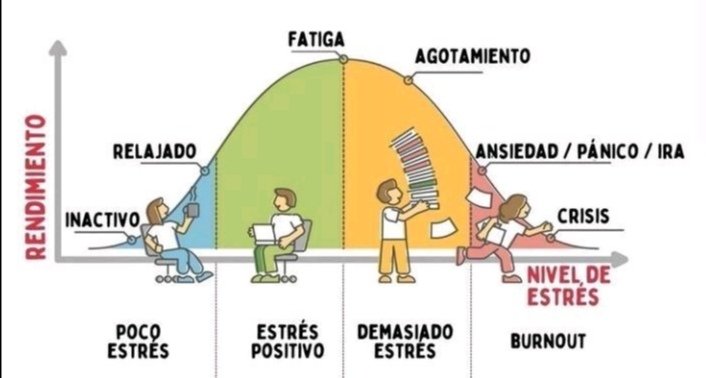 FATIGA
AGOTAMIENTO
RELAJADO
ANSIEDAD / PÁNICO / IRA
INACTIVO
CRISIS
RENDIMIENTO
NIVEL DE
ESTRÉS
POCO
ESTRÉS
ESTRÉS
POSITIVO
DEMASIADO
ESTRÉS
BURNOUT